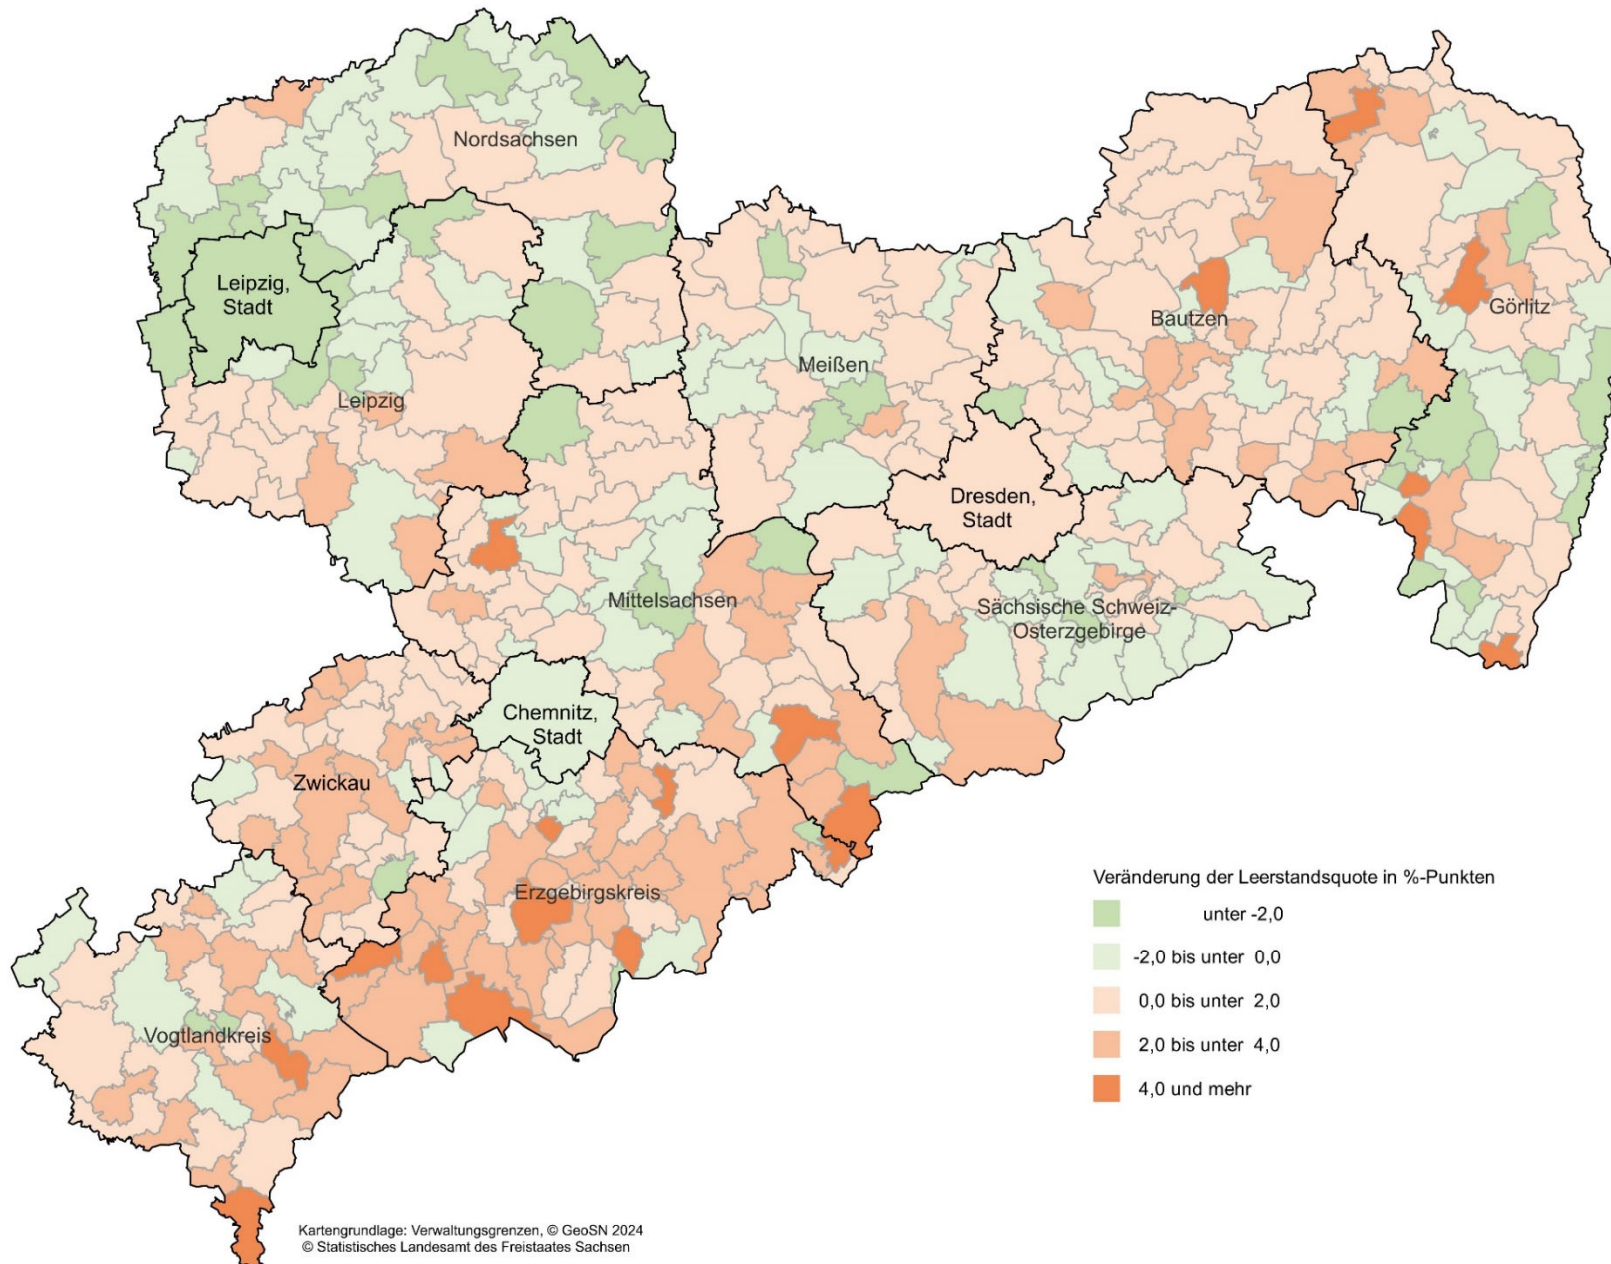 Nordsachsen
Leipzig,
Stadt
Görlitz
Bautzen
Meißen
Leipzig
Dresden,
Stadt
Mittelsachsen
Sächsische Schweiz-
Osterzgebirge
Chemnitz,
Stadt
Zwickau
Erzgebirgskreis
Vogtlandkreis
Veränderung der Leerstandsquote in %-Punkten
unter -2,0
-2,0 bis unter 0,0
0,0 bis unter 2,0
2,0 bis unter 4,0
4,0 und mehr
Kartengrundlage: Verwaltungsgrenzen, © GeoSN 2024
© Statistisches Landesamt des Freistaates Sachsen